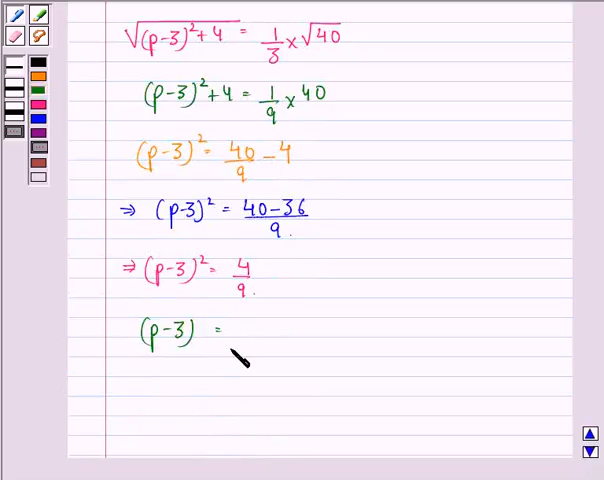 √(p-3)²+4 = 1/3 × √40
(p-3)²+4 = 1/9 × 40
(p-3)² = 40/9 - 4
⇒ (p-3)² = 40-36/9.
⇒ (p-3)² = 4/9.
(p-3) =